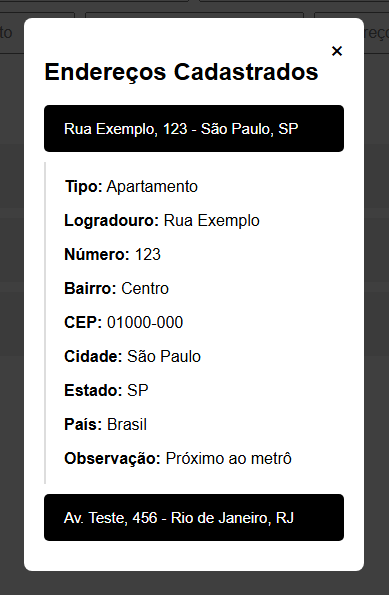 to
ereço
×
Endereços Cadastrados
Rua Exemplo, 123 - São Paulo, SP
Tipo: Apartamento
Logradouro: Rua Exemplo
Número: 123
Bairro: Centro
CEP: 01000-000
Cidade: São Paulo
Estado: SP
País: Brasil
Observação: Próximo ao metrô
Av. Teste, 456 - Rio de Janeiro, RJ